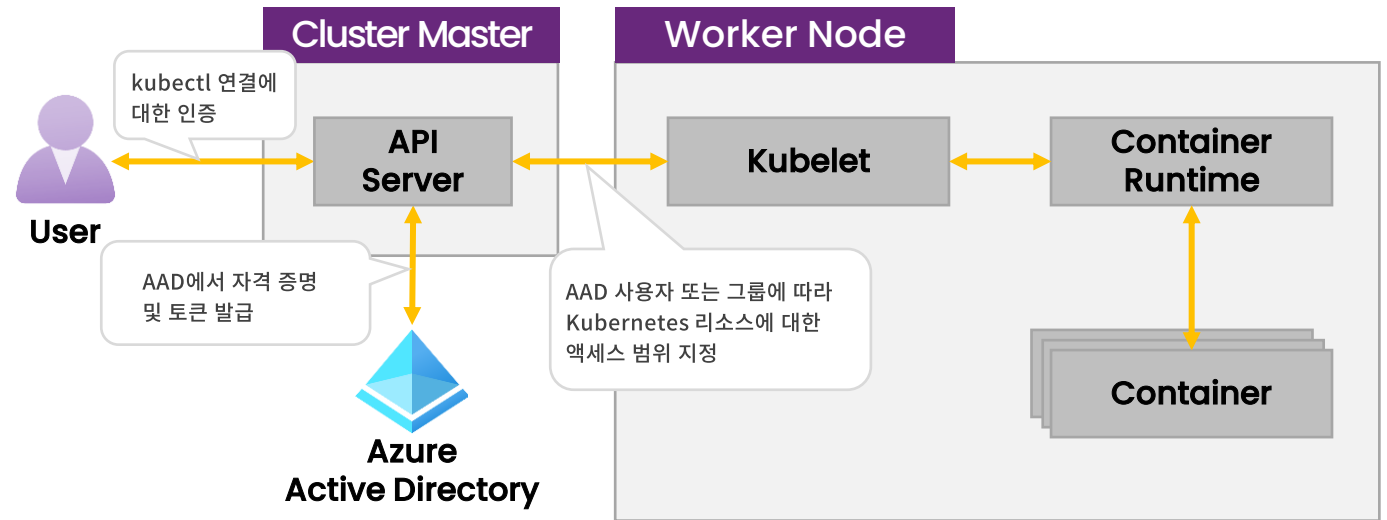 Cluster Master
Worker Node
kubectl 연결에
대한 인증
User
API
Server
Kubelet
Container
Runtime
AAD에서 자격 증명
및 토큰 발급
AAD 사용자 또는 그룹에 따라
Kubernetes 리소스에 대한
액세스 범위 지정
Container
Azure
Active Directory